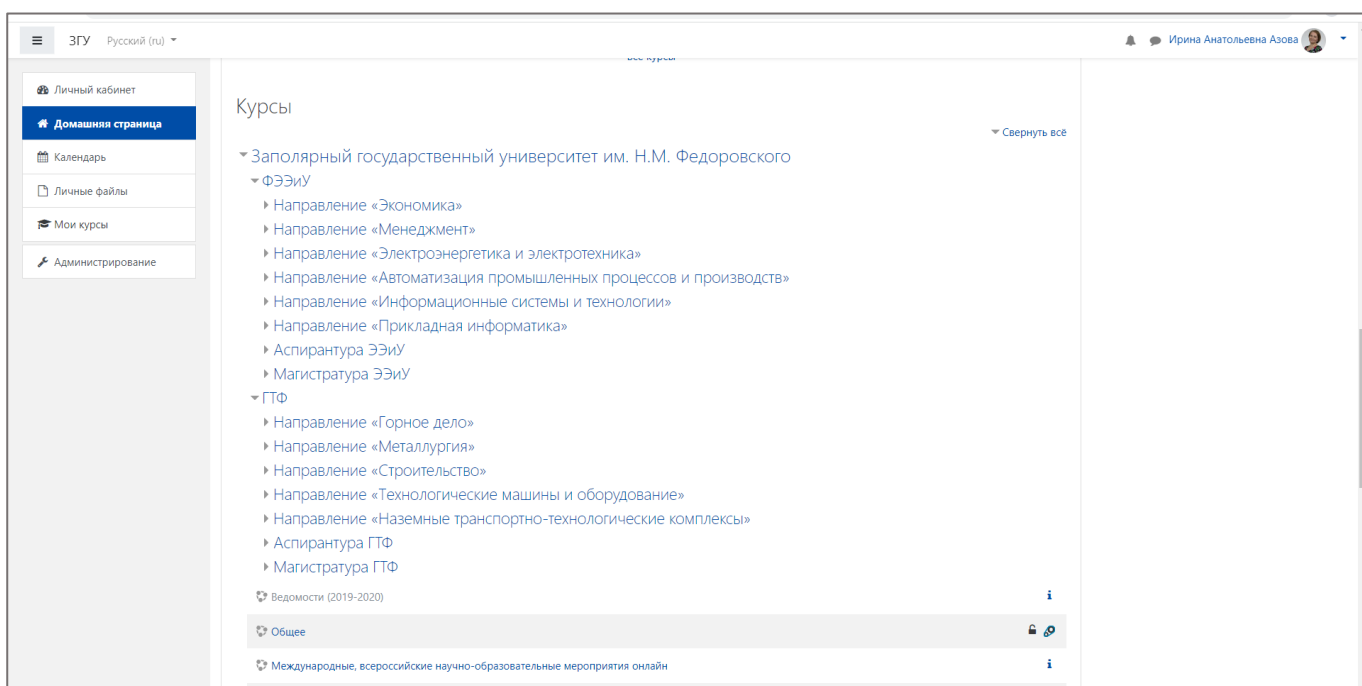 ЗГУ Русский (ru)
Ирина Анатольевна Азова
Личный кабинет
Домашняя страница
Календарь
Личные файлы
Мои курсы
Администрирование
Все курсы
Курсы
Свернуть всё
Заполярный государственный университет им. Н.М. Федоровского
ФЭЭиУ
Направление «Экономика»
Направление «Менеджмент»
Направление «Электроэнергетика и электротехника»
Направление «Автоматизация промышленных процессов и производств»
Направление «Информационные системы и технологии»
Направление «Прикладная информатика»
Аспирантура ЭЭиУ
Магистратура ЭЭиУ
ГТФ
Направление «Горное дело»
Направление «Металлургия»
Направление «Строительство»
Направление «Технологические машины и оборудование»
Направление «Наземные транспортно-технологические комплексы»
Аспирантура ГТФ
Магистратура ГТФ
Ведомости (2019-2020)
Общее
Международные, всероссийские научно-образовательные мероприятия онлайн